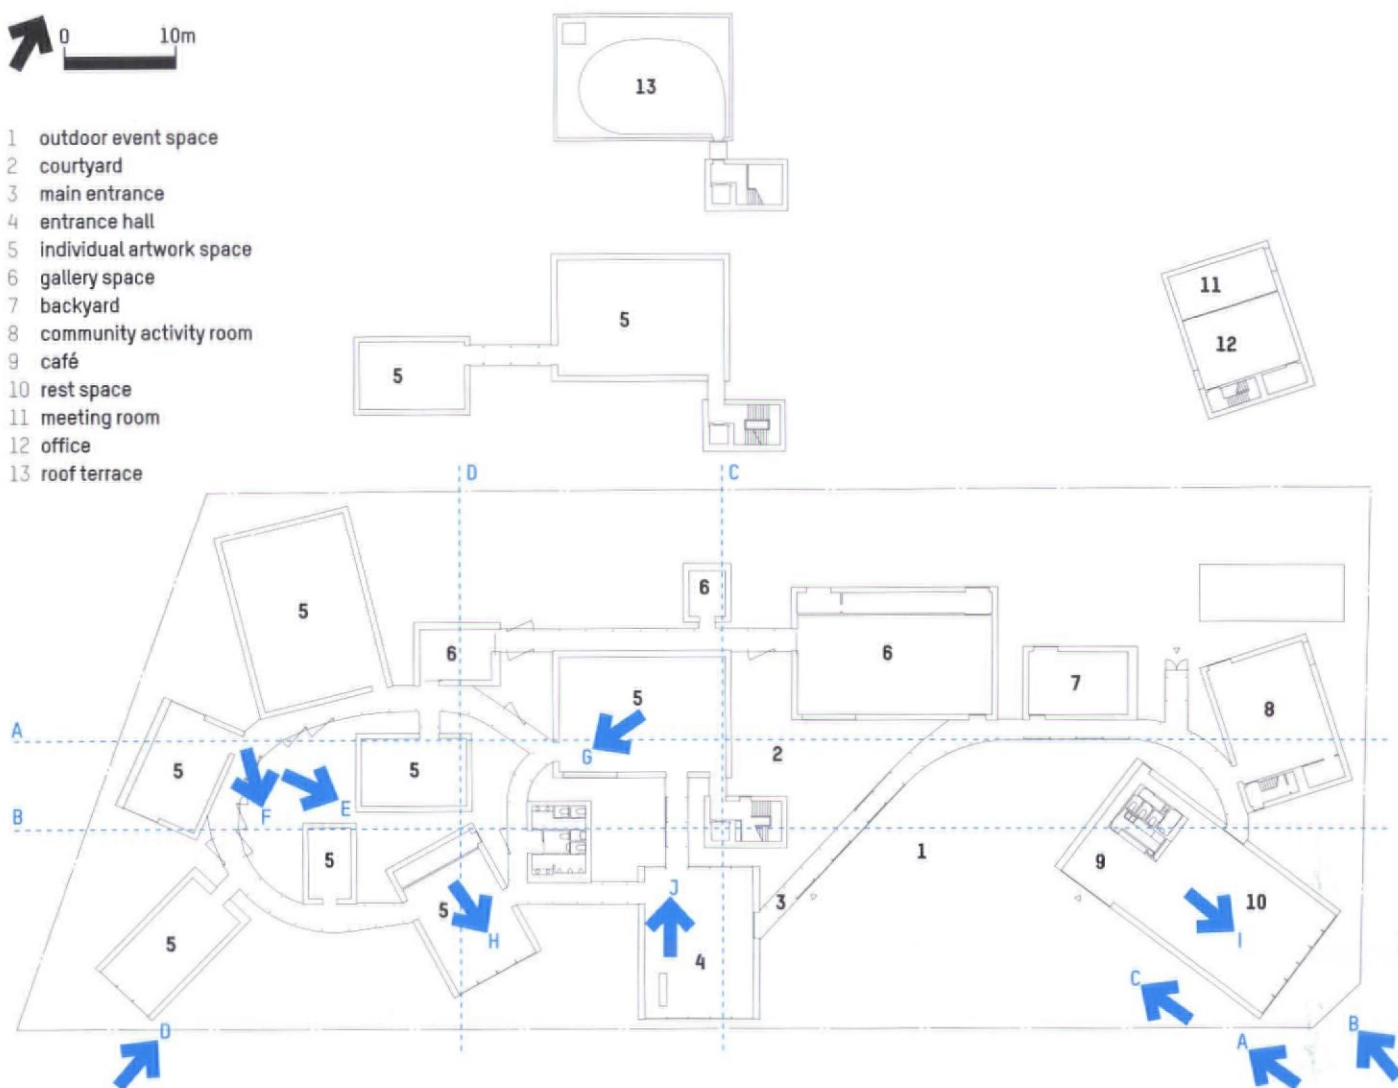 0 10m
13
1 outdoor event space
2 courtyard
3 main entrance
4 entrance hall
5 individual artwork space
6 gallery space
7 backyard
8 community activity room
9 café
10 rest space
11 meeting room
12 office
13 roof terrace
5
5
11
12
D C
5
6
6
6
5
7
8
A
G
2
5
5
F E
B
5
1
9
J
3
10
5
H
I
5
4
C
D
A
B